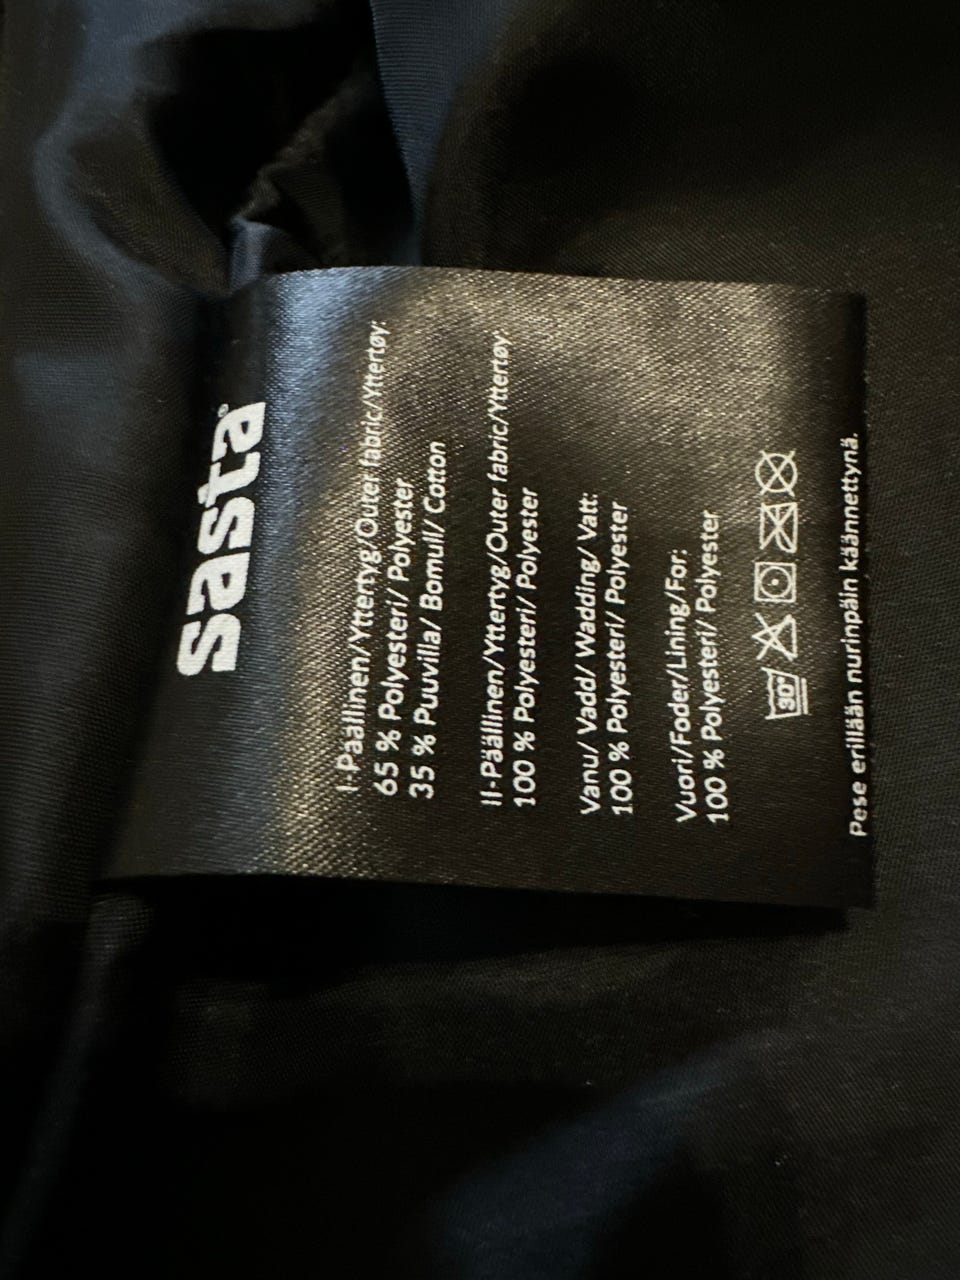 sasta®
I-Päällinen/Yttertyg/Outer fabric/Yttertøy:
65 % Polyesteri/ Polyester
35 % Puuvilla/ Bomull/ Cotton
II-Päällinen/Yttertyg/Outer fabric/Yttertøy:
100 % Polyesteri/ Polyester
Vanu/ Vadd/ Wadding/ Vatt:
100 % Polyesteri/ Polyester
Vuori/Foder/Lining/For:
100 % Polyesteri/ Polyester
30°
Pese erillään nurinpäin käännettynä.